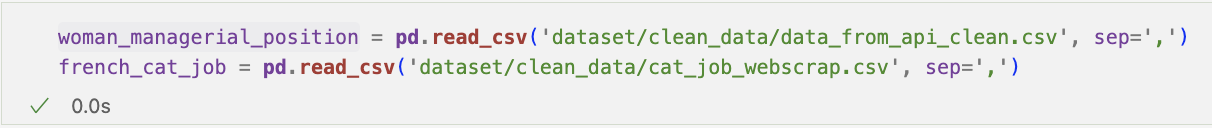 woman_managerial_position = pd.read_csv('dataset/clean_data/data_from_api_clean.csv', sep=',')
french_cat_job = pd.read_csv('dataset/clean_data/cat_job_webscrap.csv', sep=',')
✓ 0.0s